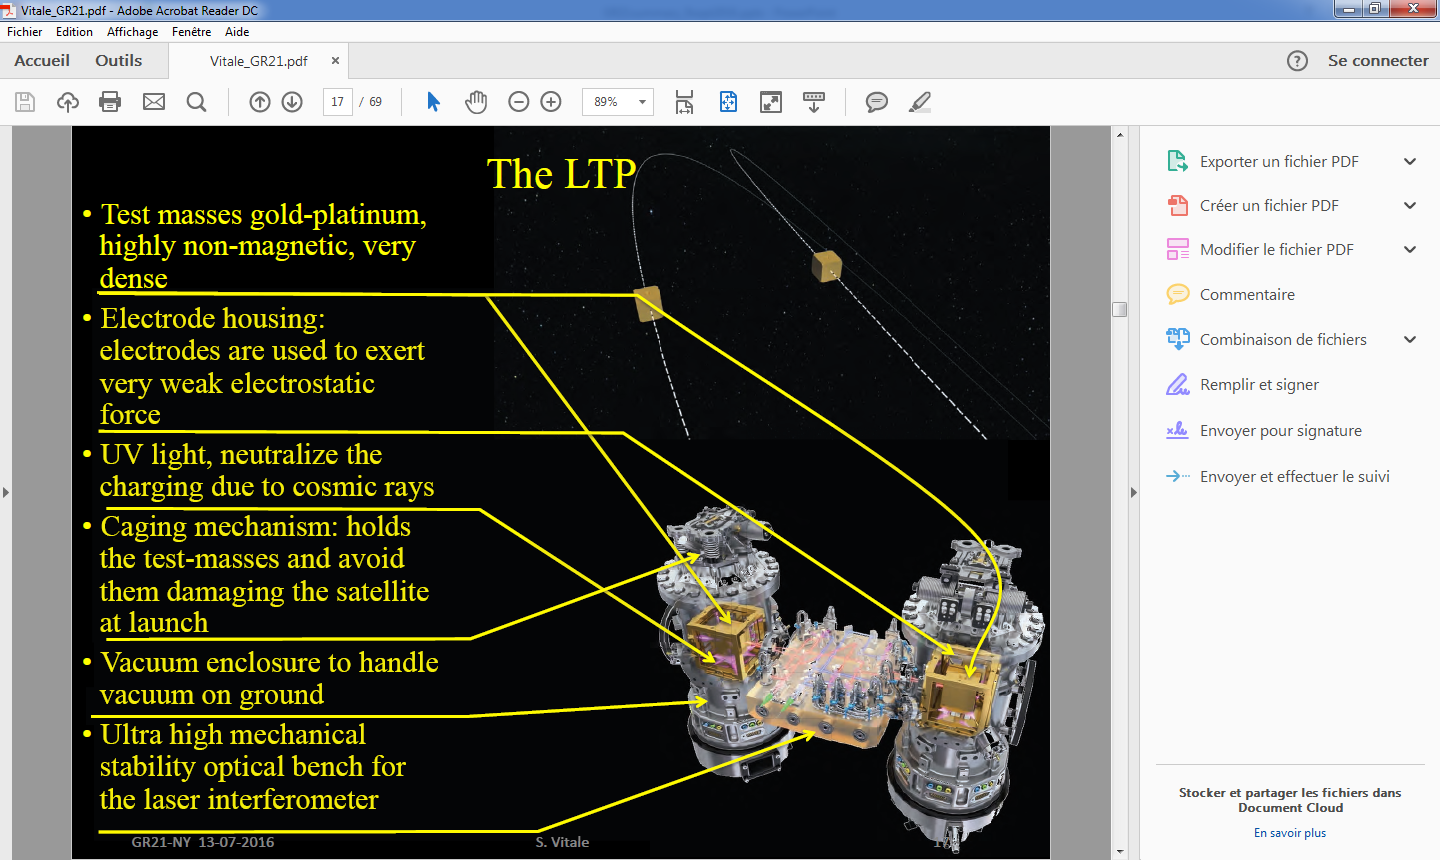 Vitale_GR21.pdf - Adobe Acrobat Reader DC
Fichier Edition Affichage Fenêtre Aide
Accueil Outils Vitale_GR21.pdf × ? Se connecter
17 / 69 89%
The LTP
• Test masses gold-platinum,
highly non-magnetic, very
dense
• Electrode housing:
electrodes are used to exert
very weak electrostatic
force
• UV light, neutralize the
charging due to cosmic rays
• Caging mechanism: holds
the test-masses and avoid
them damaging the satellite
at launch
• Vacuum enclosure to handle
vacuum on ground
• Ultra high mechanical
stability optical bench for
the laser interferometer
GR21-NY 13-07-2016 S. Vitale
Exporter un fichier PDF
Créer un fichier PDF
Modifier le fichier PDF
Commentaire
Combinaison de fichiers
Remplir et signer
Envoyer pour signature
Envoyer et effectuer le suivi
Stocker et partager les fichiers dans
Document Cloud
En savoir plus